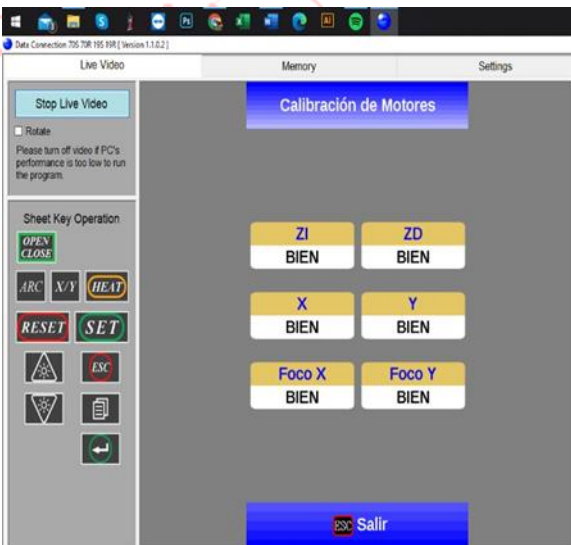 Data Connection 70S 70R 19S 19R [ Version 1.1.0.2 ]
Live Video
Memory
Settings
Stop Live Video
Rotate
Please turn off video if PC's
performance is too low to run
the program.
Sheet Key Operation
OPEN
CLOSE
ARC
X/Y
HEAT
RESET
SET
ESC
Calibración de Motores
ZI
ZD
BIEN
BIEN
X
Y
BIEN
BIEN
Foco X
Foco Y
BIEN
BIEN
ESC Salir